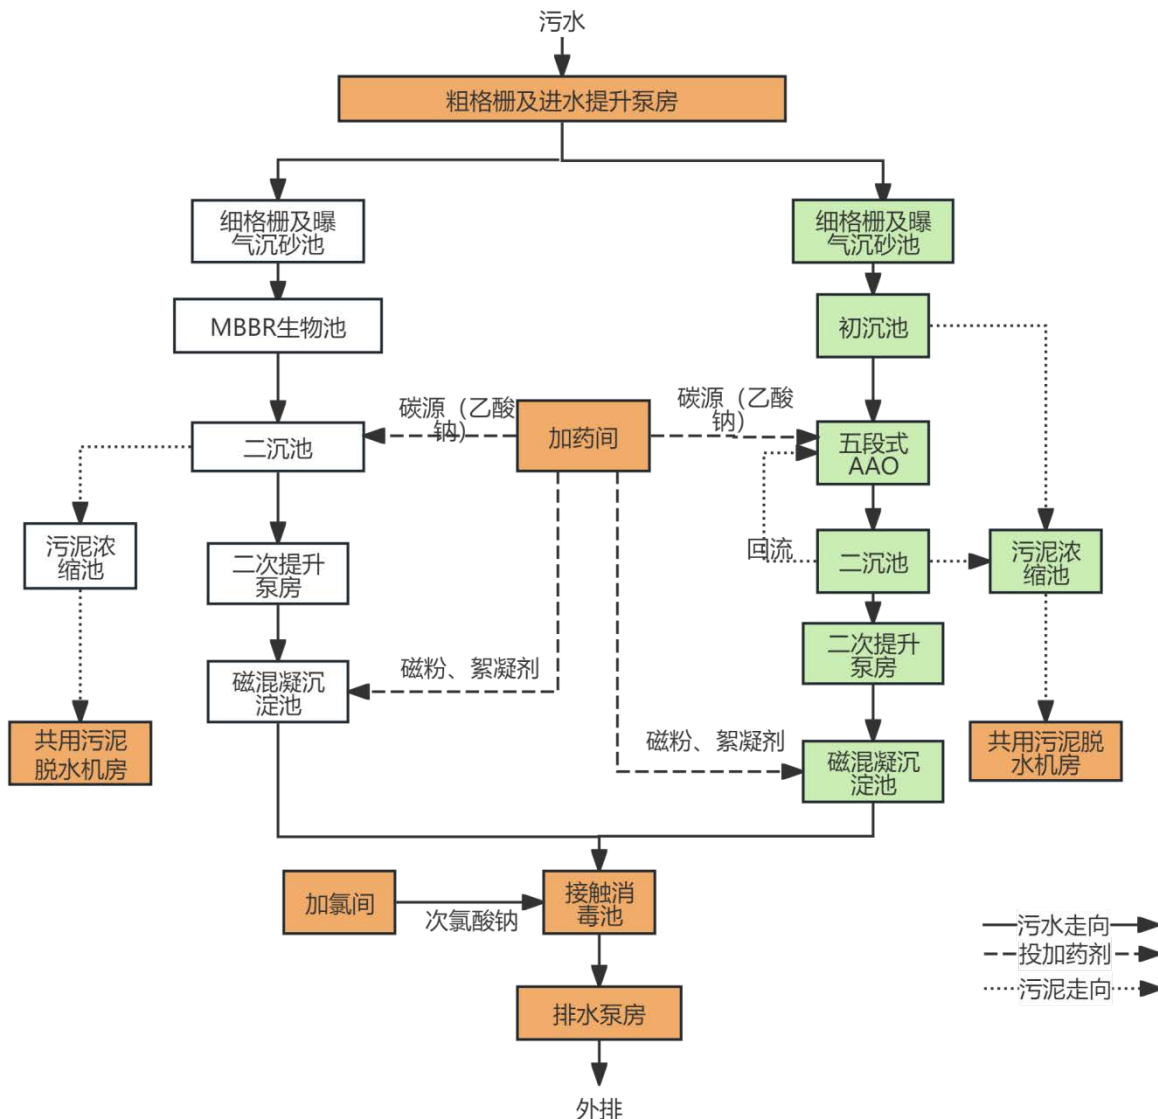 污水
粗格栅及进水提升泵房
细格栅及曝
气沉砂池
细格栅及曝
气沉砂池
MBBR生物池
初沉池
碳源（乙酸
钠）
碳源（乙酸
钠）
二沉池
加药间
五段式
AAO
污泥浓
缩池
二次提升
泵房
回流
二沉池
污泥浓
缩池
二次提升
泵房
磁混凝沉
淀池
磁粉、絮凝剂
共用污泥
脱水机房
磁粉、絮凝剂
磁混凝沉
淀池
共用污泥脱
水机房
加氯间
次氯酸钠
接触消
毒池
污水走向
投加药剂
污泥走向
排水泵房
外排